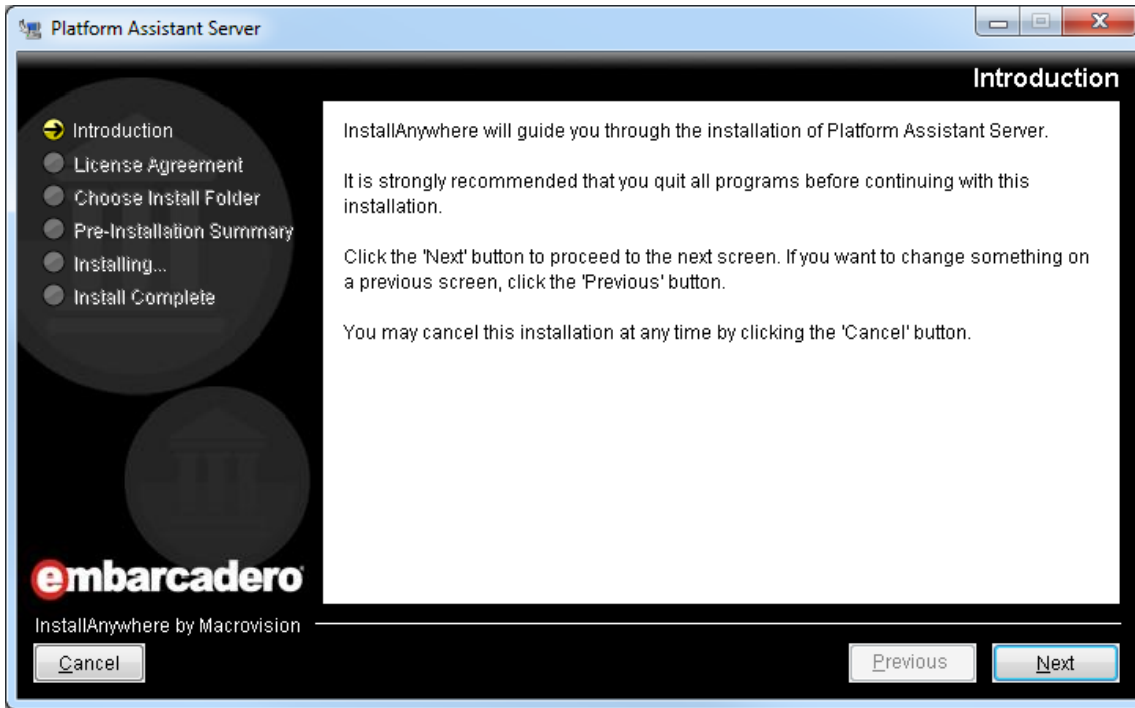 Platform Assistant Server
Introduction
Introduction
License Agreement
Choose Install Folder
Pre-Installation Summary
Installing...
Install Complete
InstallAnywhere will guide you through the installation of Platform Assistant Server.
It is strongly recommended that you quit all programs before continuing with this
installation.
Click the 'Next' button to proceed to the next screen. If you want to change something on
a previous screen, click the 'Previous' button.
You may cancel this installation at any time by clicking the 'Cancel' button.
embarcadero
InstallAnywhere by Macrovision
Cancel
Previous
Next